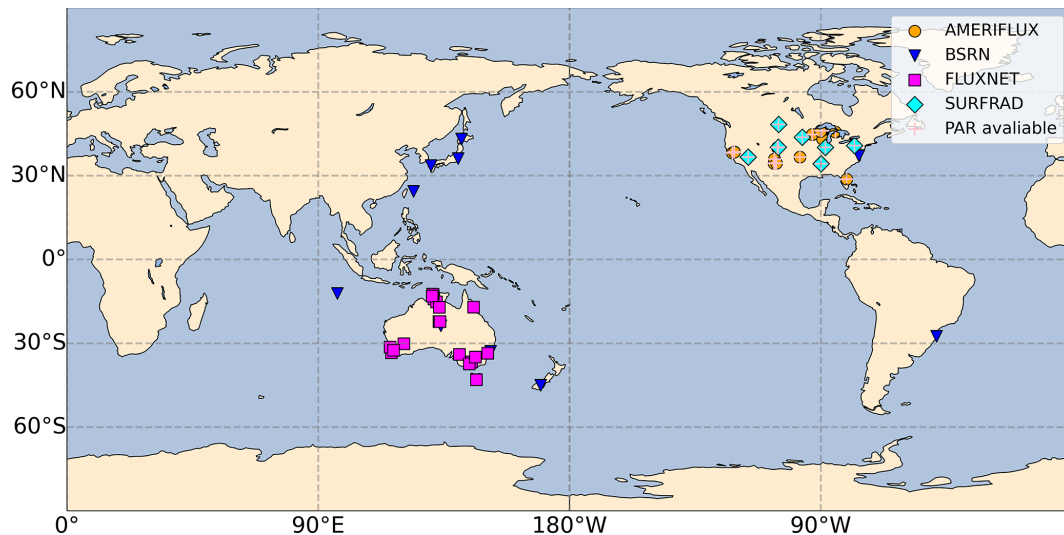 AMERIFLUX
BSRN
FLUXNET
SURFRAD
PAR avaliable
60°N
30°N
0°
30°S
60°S
0°
90°E
180°W
90°W